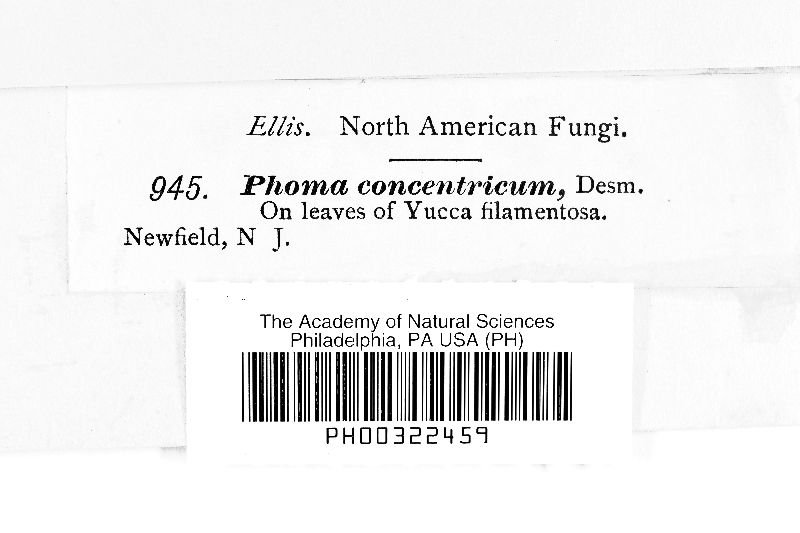 Ellis. North American Fungi.
945. Phoma concentricum, Desm.
On leaves of Yucca filamentosa.
Newfield, N J.
The Academy of Natural Sciences
Philadelphia, PA USA (PH)
PH00322459